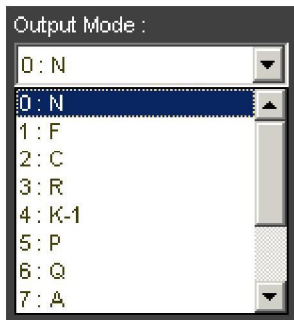 Output Mode :
0 : N
0 : N
1 : F
2 : C
3 : R
4 : K-1
5 : P
6 : Q
7 : A